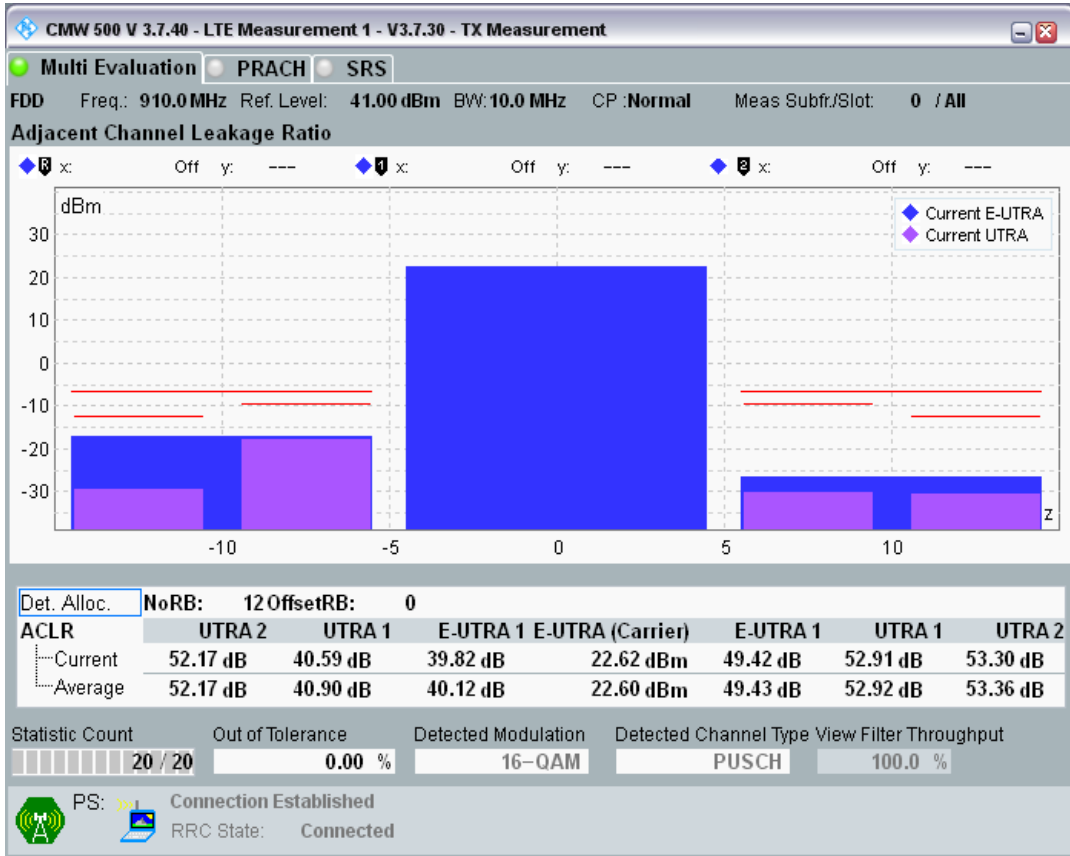 CMW 500 V 3.7.40 - LTE Measurement 1 - V3.7.30 - TX Measurement
Multi Evaluation PRACH SRS
FDD Freq.: 910.0 MHz Ref. Level: 41.00 dBm BW: 10.0 MHz CP :Normal Meas Subfr./Slot: 0 / All
Adjacent Channel Leakage Ratio
R x: Off y: --- 1 x: Off y: --- 2 x: Off y: ---
dBm
Current E-UTRA
Current UTRA
30
20
10
0
-10
-20
-30
z
-10 -5 0 5 10
Det. Alloc. NoRB: 12 OffsetRB: 0
ACLR UTRA 2 UTRA 1 E-UTRA 1 E-UTRA (Carrier) E-UTRA 1 UTRA 1 UTRA 2
Current 52.17 dB 40.59 dB 39.82 dB 22.62 dBm 49.42 dB 52.91 dB 53.30 dB
Average 52.17 dB 40.90 dB 40.12 dB 22.60 dBm 49.43 dB 52.92 dB 53.36 dB
Statistic Count Out of Tolerance Detected Modulation Detected Channel Type View Filter Throughput
20 / 20 0.00 % 16-QAM PUSCH 100.0 %
PS: Connection Established
RRC State: Connected